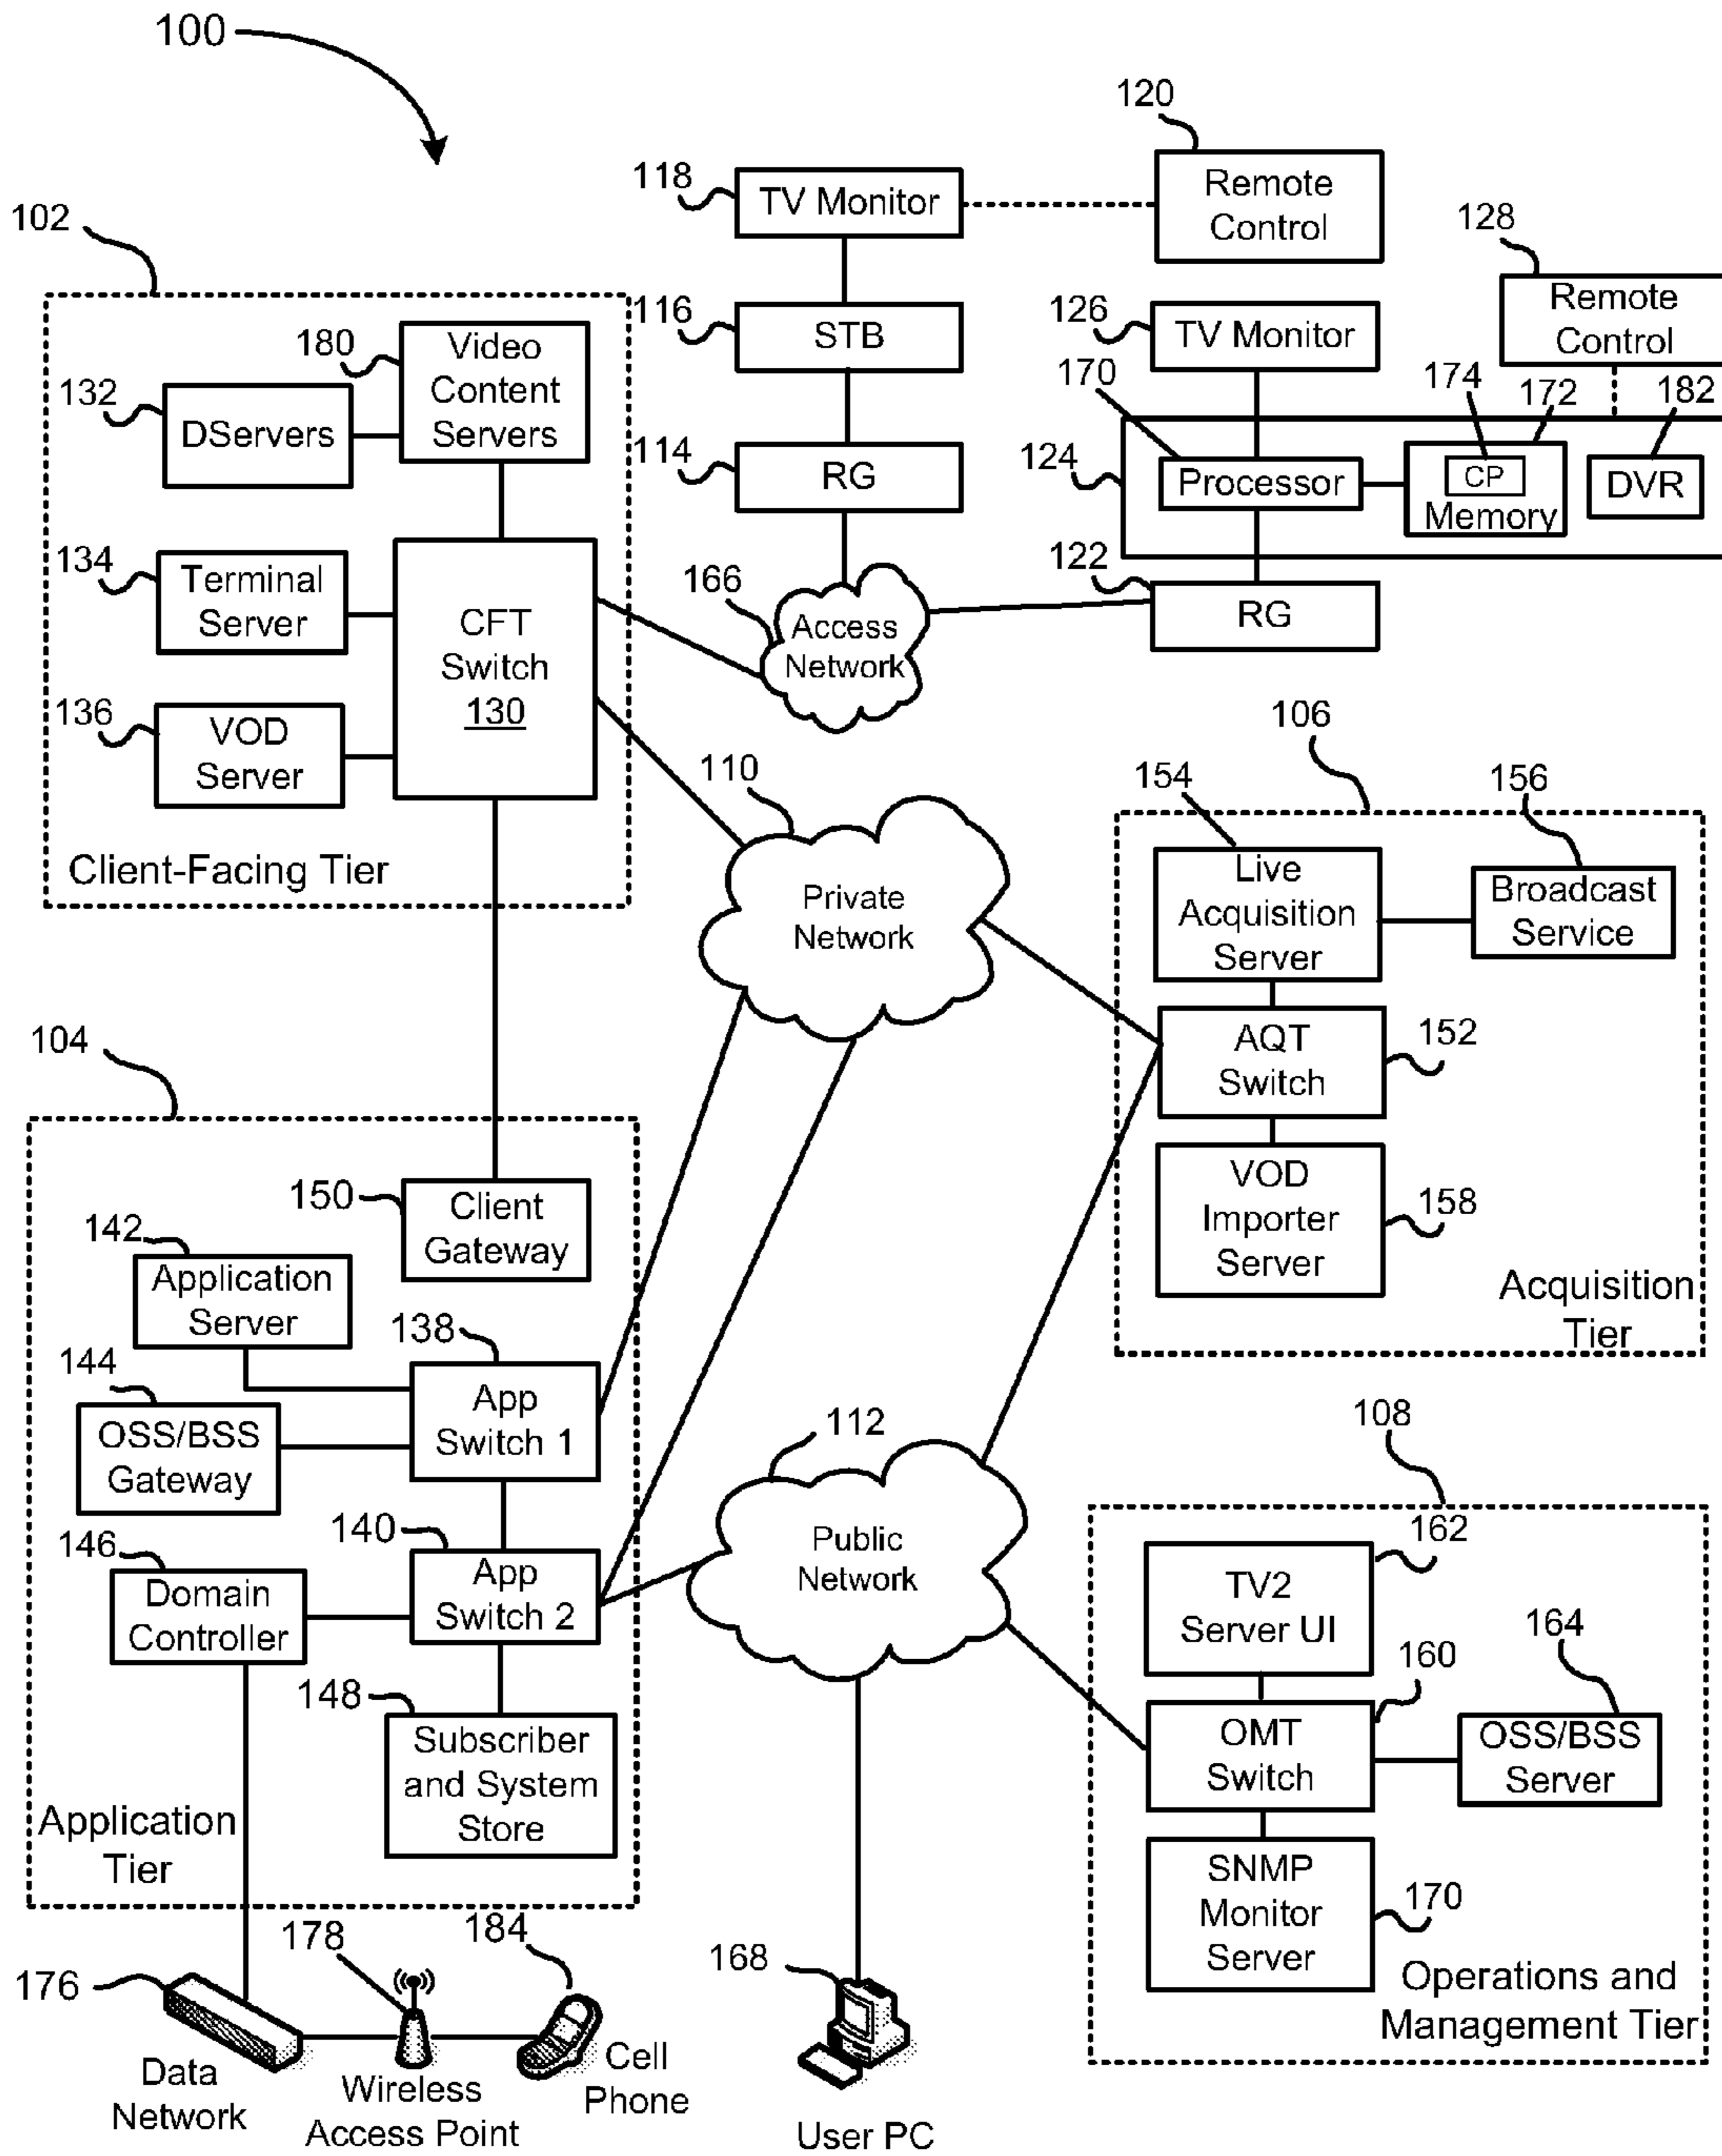 100
120
118
TV Monitor
Remote
Control
102
128
Remote
Control
116
STB
126
TV Monitor
180
Video
Content
Servers
132
DServers
170
174
172
182
114
RG
124
Processor
CP
Memory
DVR
134
Terminal
Server
CFT
Switch
130
166
Access
Network
122
RG
136
VOD
Server
106
110
154
156
Client-Facing Tier
Private
Network
Live
Acquisition
Server
Broadcast
Service
104
AQT
Switch
152
150
Client
Gateway
VOD
Importer
Server
158
142
Application
Server
Acquisition
Tier
138
144
App
Switch 1
OSS/BSS
Gateway
112
108
140
146
App
Switch 2
Domain
Controller
Public
Network
162
TV2
Server UI
164
160
148
Subscriber
and System
Store
OMT
Switch
OSS/BSS
Server
Application
Tier
SNMP
Monitor
Server
170
178
184
168
176
Operations and
Management Tier
Data
Network
Wireless
Access Point
Cell
Phone
User PC